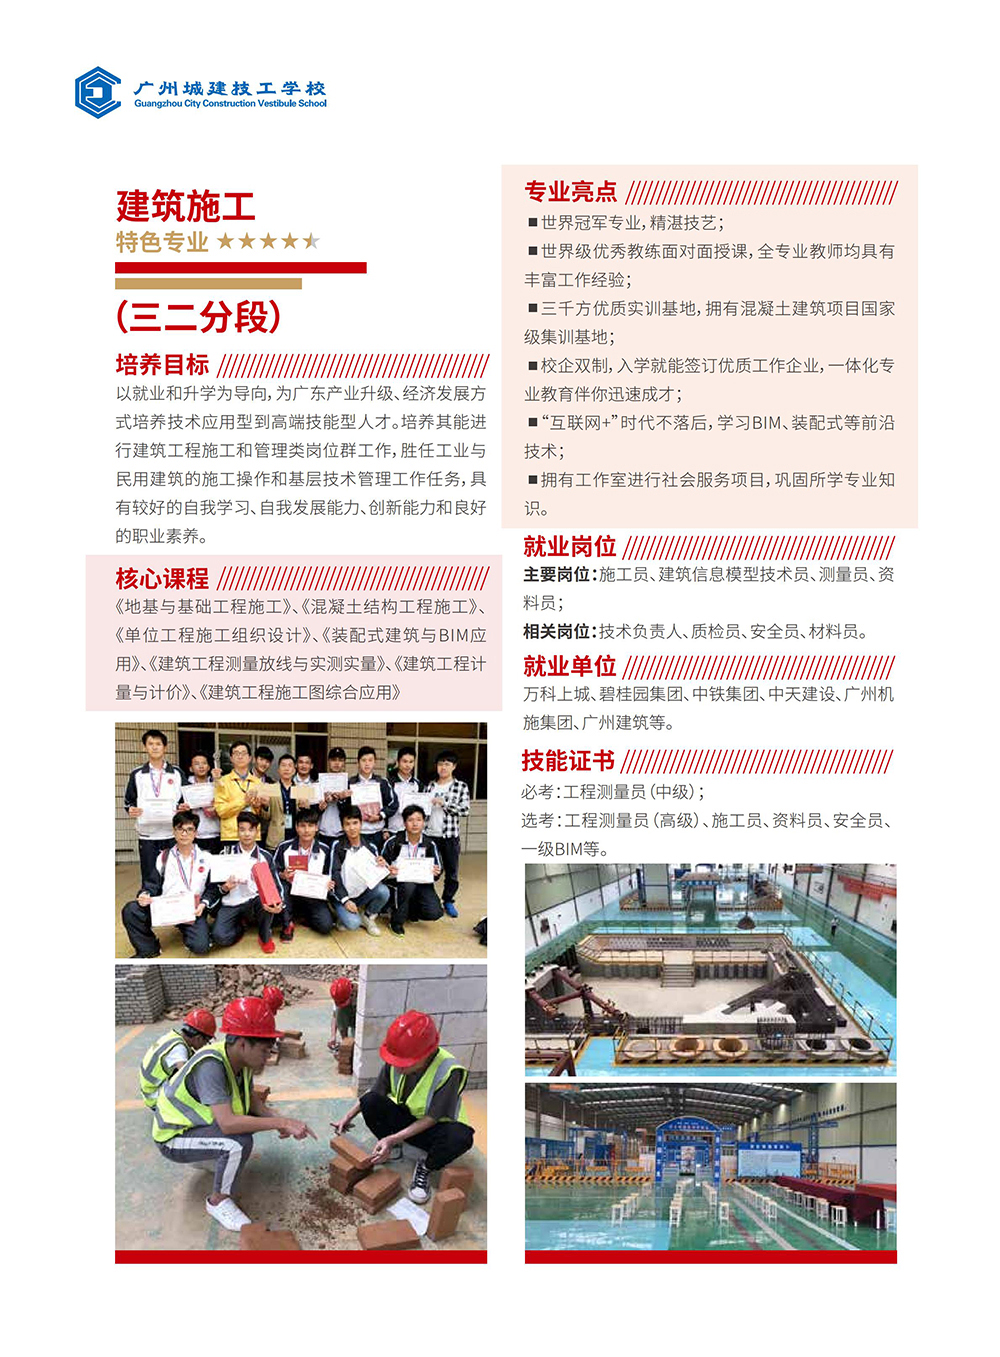 广州城建技工学校
Guangzhou City Construction Vestibule School
建筑施工
特色专业
(三二分段)
培养目标
以就业和升学为导向,为广东产业升级、经济发展方
式培养技术应用型到高端技能型人才。培养其能进
行建筑工程施工和管理类岗位群工作,胜任工业与
民用建筑的施工操作和基层技术管理工作任务,具
有较好的自我学习、自我发展能力、创新能力和良好
的职业素养。
核心课程
《地基与基础工程施工》、《混凝土结构工程施工》、
《单位工程施工组织设计》、《装配式建筑与BIM应
用》、《建筑工程测量放线与实测实量》、《建筑工程计
量与计价》、《建筑工程施工图综合应用》
专业亮点
■世界冠军专业,精湛技艺;
■世界级优秀教练面对面授课,全专业教师均具有
丰富工作经验;
■三千方优质实训基地,拥有混凝土建筑项目国家
级集训基地;
■校企双制,入学就能签订优质工作企业,一体化专
业教育伴你迅速成才;
■“互联网+”时代不落后,学习BIM、装配式等前沿
技术;
■拥有工作室进行社会服务项目,巩固所学专业知
识。
就业岗位
主要岗位:施工员、建筑信息模型技术员、测量员、资
料员;
相关岗位:技术负责人、质检员、安全员、材料员。
就业单位
万科上城、碧桂园集团、中铁集团、中天建设、广州机
施集团、广州建筑等。
技能证书
必考:工程测量员(中级);
选考:工程测量员(高级)、施工员、资料员、安全员、
一级BIM等。